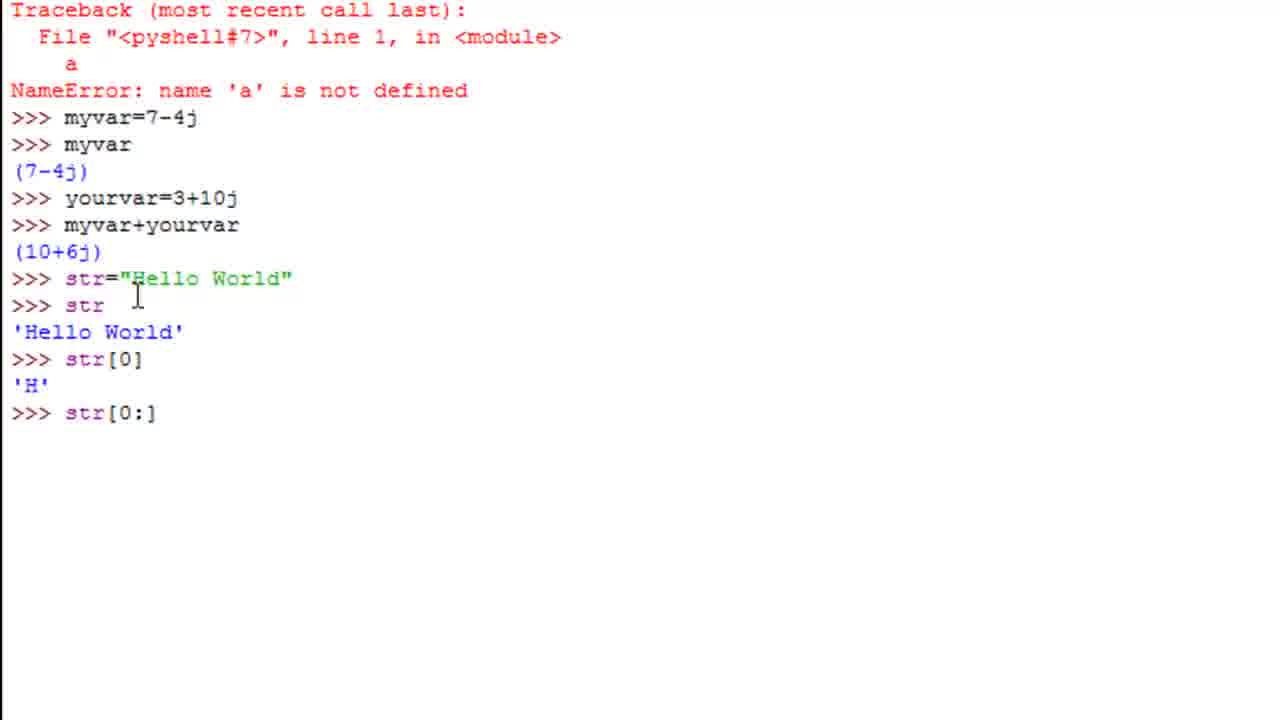 Traceback (most recent call last):
  File "<pyshell#7>", line 1, in <module>
    a
NameError: name 'a' is not defined
>>> myvar=7-4j
>>> myvar
(7-4j)
>>> yourvar=3+10j
>>> myvar+yourvar
(10+6j)
>>> str="Hello World"
>>> str
'Hello World'
>>> str[0]
'H'
>>> str[0:]